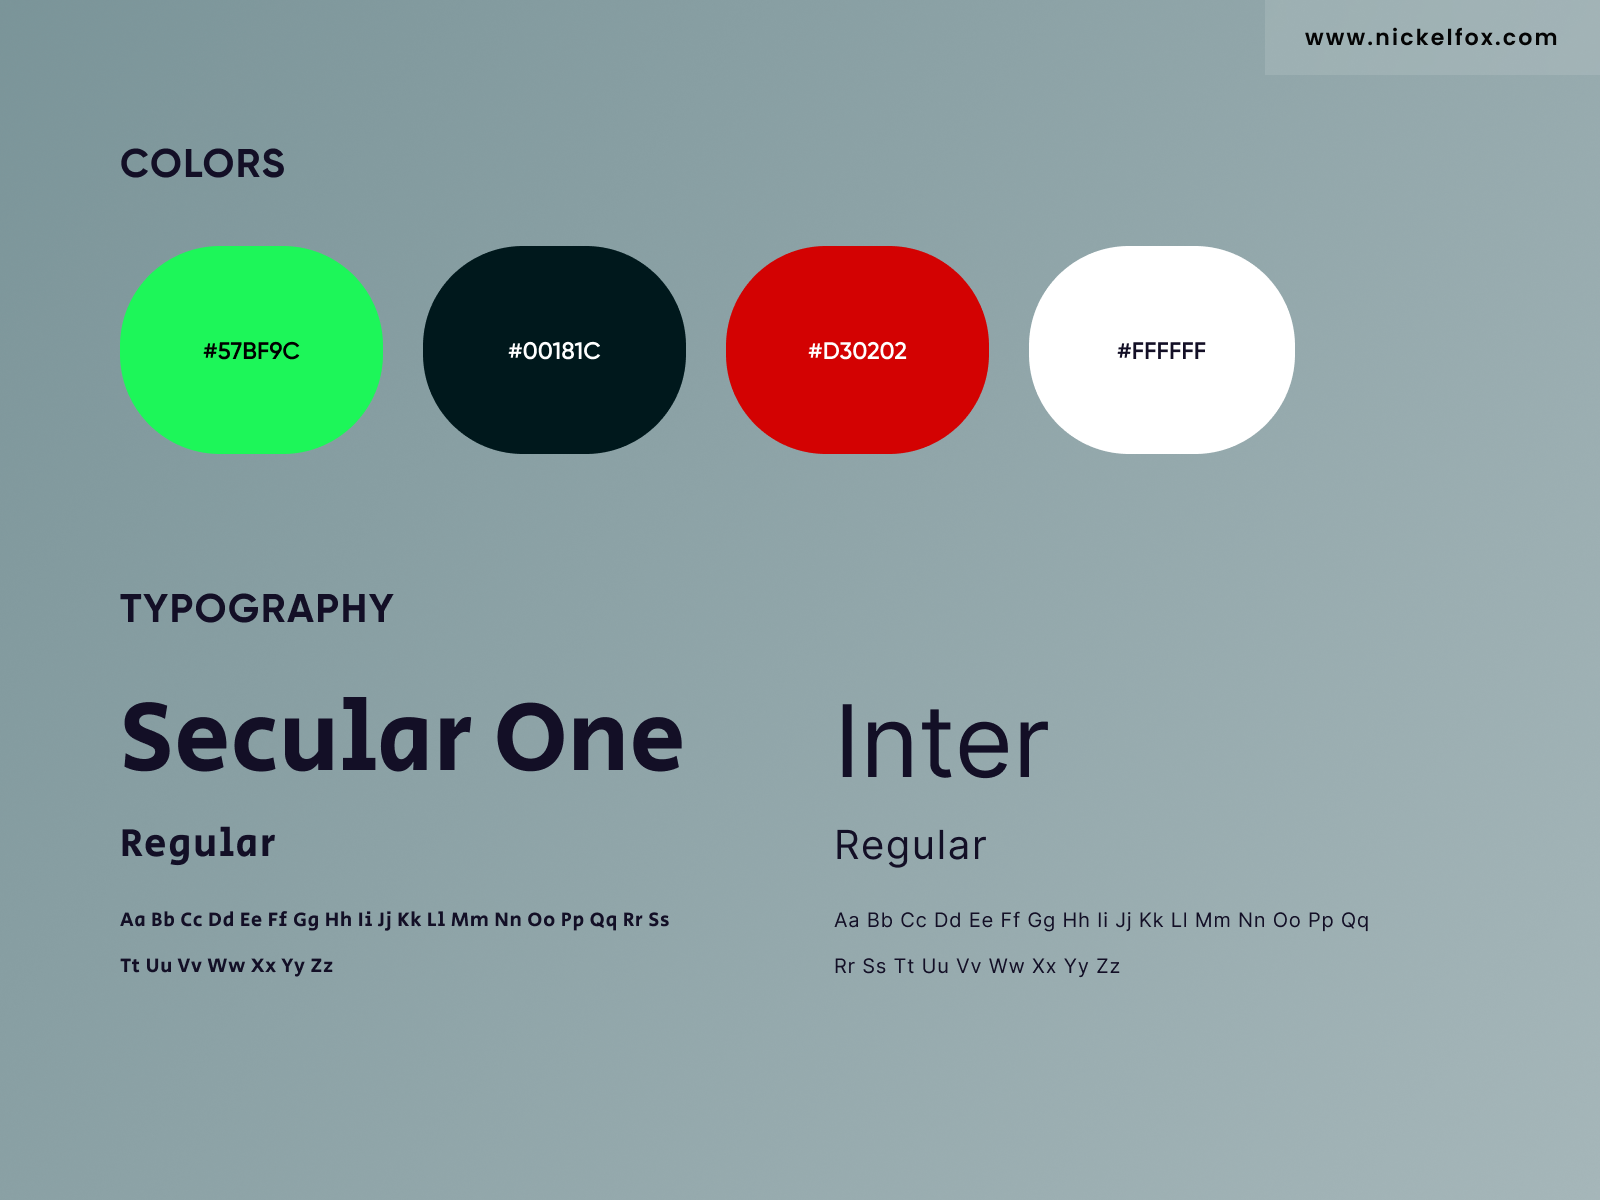 www.nickelfox.com
COLORS
#57BF9C
#00181C
#D30202
#FFFFFF
TYPOGRAPHY
Secular One
Regular
Aa Bb Cc Dd Ee Ff Gg Hh Ii Jj Kk Ll Mm Nn Oo Pp Qq Rr Ss
Tt Uu Vv Ww Xx Yy Zz
Inter
Regular
Aa Bb Cc Dd Ee Ff Gg Hh Ii Jj Kk Ll Mm Nn Oo Pp Qq
Rr Ss Tt Uu Vv Ww Xx Yy Zz